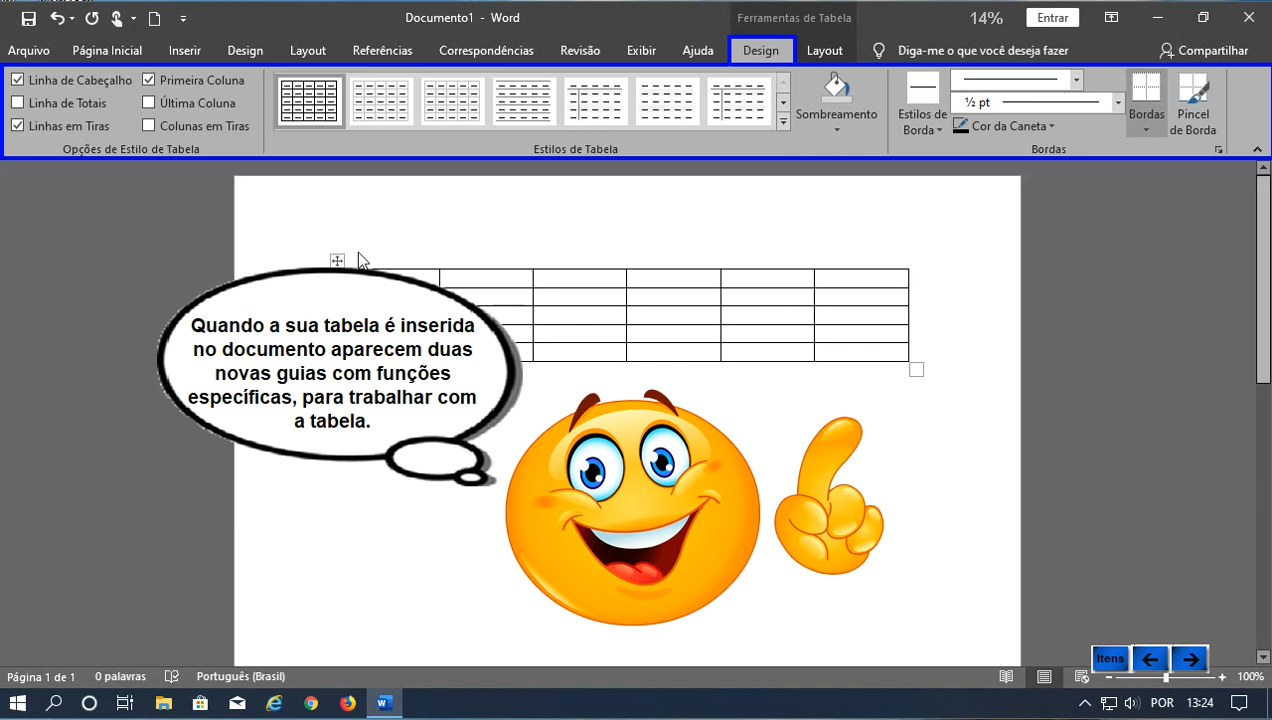 Documento1 - Word
Ferramentas de Tabela
14%
Entrar
Arquivo
Página Inicial
Inserir
Design
Layout
Referências
Correspondências
Revisão
Exibir
Ajuda
Design
Layout
Diga-me o que você deseja fazer
Compartilhar
Linha de Cabeçalho
Primeira Coluna
Linha de Totais
Última Coluna
Linhas em Tiras
Colunas em Tiras
Opções de Estilo de Tabela
Sombreamento
Estilos de Tabela
Estilos de
Borda
½ pt
Cor da Caneta
Bordas
Pincel
de Borda
Bordas
Quando a sua tabela é inserida
no documento aparecem duas
novas guias com funções
específicas, para trabalhar com
a tabela.
Itens
Página 1 de 1
0 palavras
Português (Brasil)
100%
POR
13:24